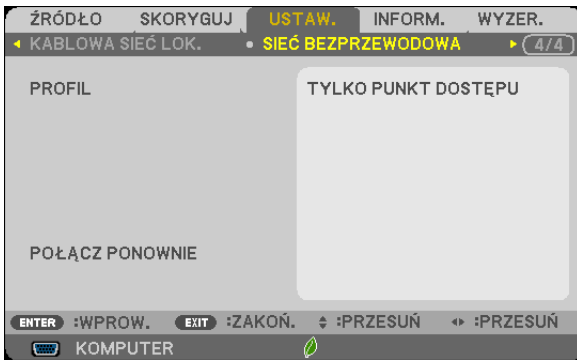 ŹRÓDŁO SKORYGUJ USTAW. INFORM. WYZER.
KABLOWA SIEĆ LOK. • SIEĆ BEZPRZEWODOWA 4/4
PROFIL TYLKO PUNKT DOSTĘPU
POŁĄCZ PONOWNIE
ENTER :WPROW. EXIT :ZAKOŃ. :PRZESUŃ :PRZESUŃ
KOMPUTER